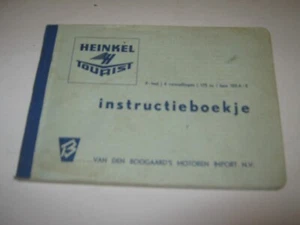 HEINKEL
TOURIST
instructieboekje
B
VAN DEN BOOGAARD'S MOTOREN IMPORT N.V.